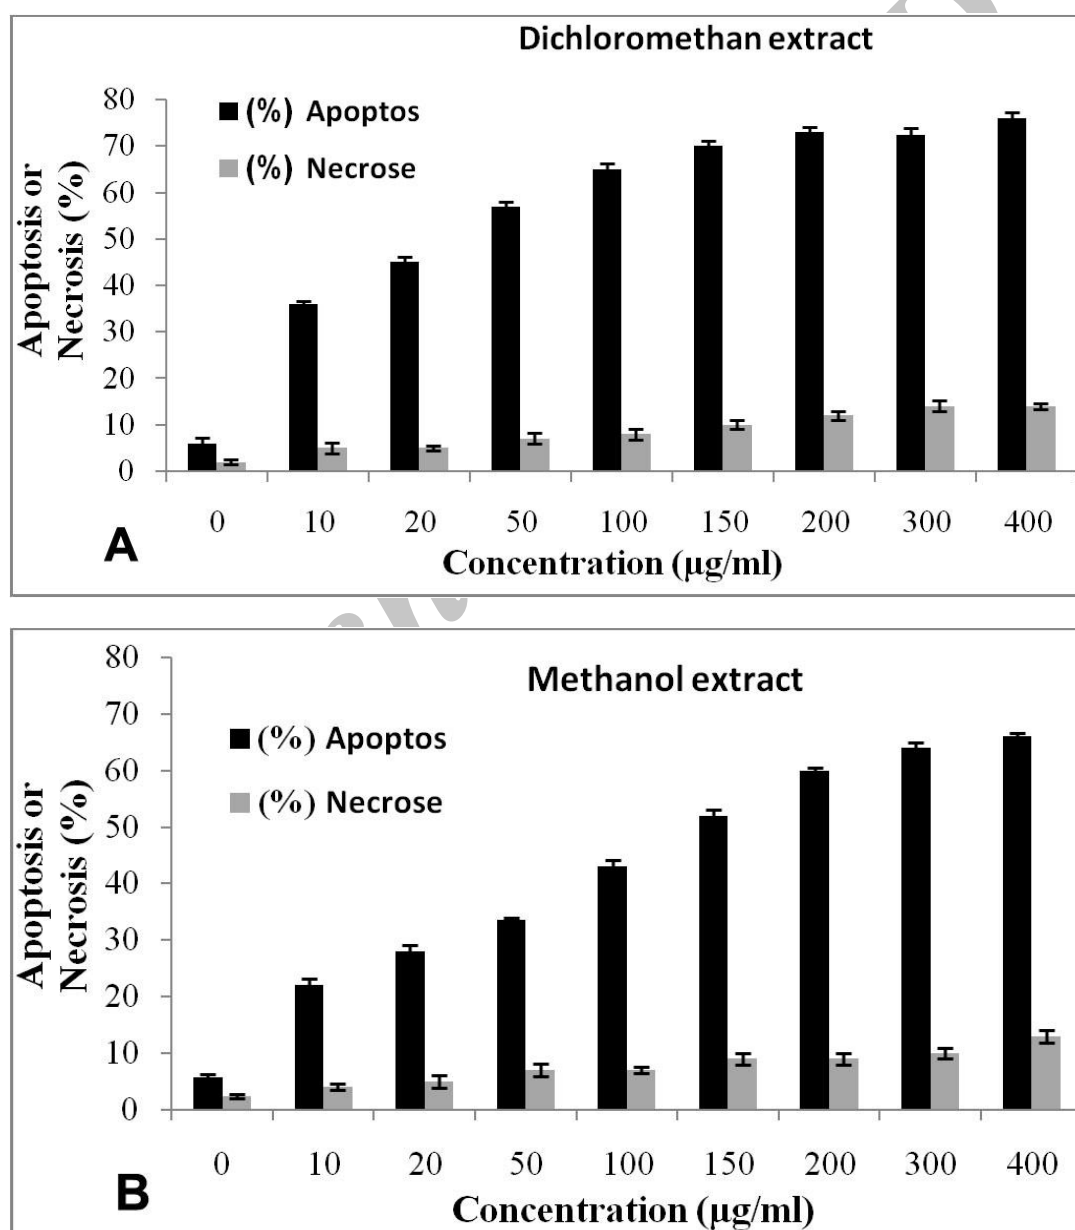 Dichloromethan extract
80
70
60
50
40
30
20
10
0
Apoptosis or
Necrosis (%)
(%) Apoptos
(%) Necrose
0 10 20 50 100 150 200 300 400
A
Concentration (µg/ml)
Methanol extract
80
70
60
50
40
30
20
10
0
Apoptosis or
Necrosis (%)
(%) Apoptos
(%) Necrose
0 10 20 50 100 150 200 300 400
B
Concentration (µg/ml)